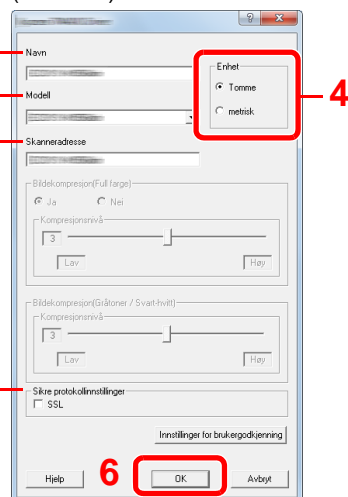 Navn
Enhet
Tomme
4
Modell
metrisk
Skanneradresse
Bildekompresjon(Full farge)
Ja Nei
Kompresjonsnivå
3
Lav Høy
Bildekompresjon(Gråtoner / Svart-hvitt)
Kompresjonsnivå
3
Lav Høy
Sikre protokollinnstillinger
SSL
Innstillinger for brukergodkjenning
Hjelp 6 OK Avbryt